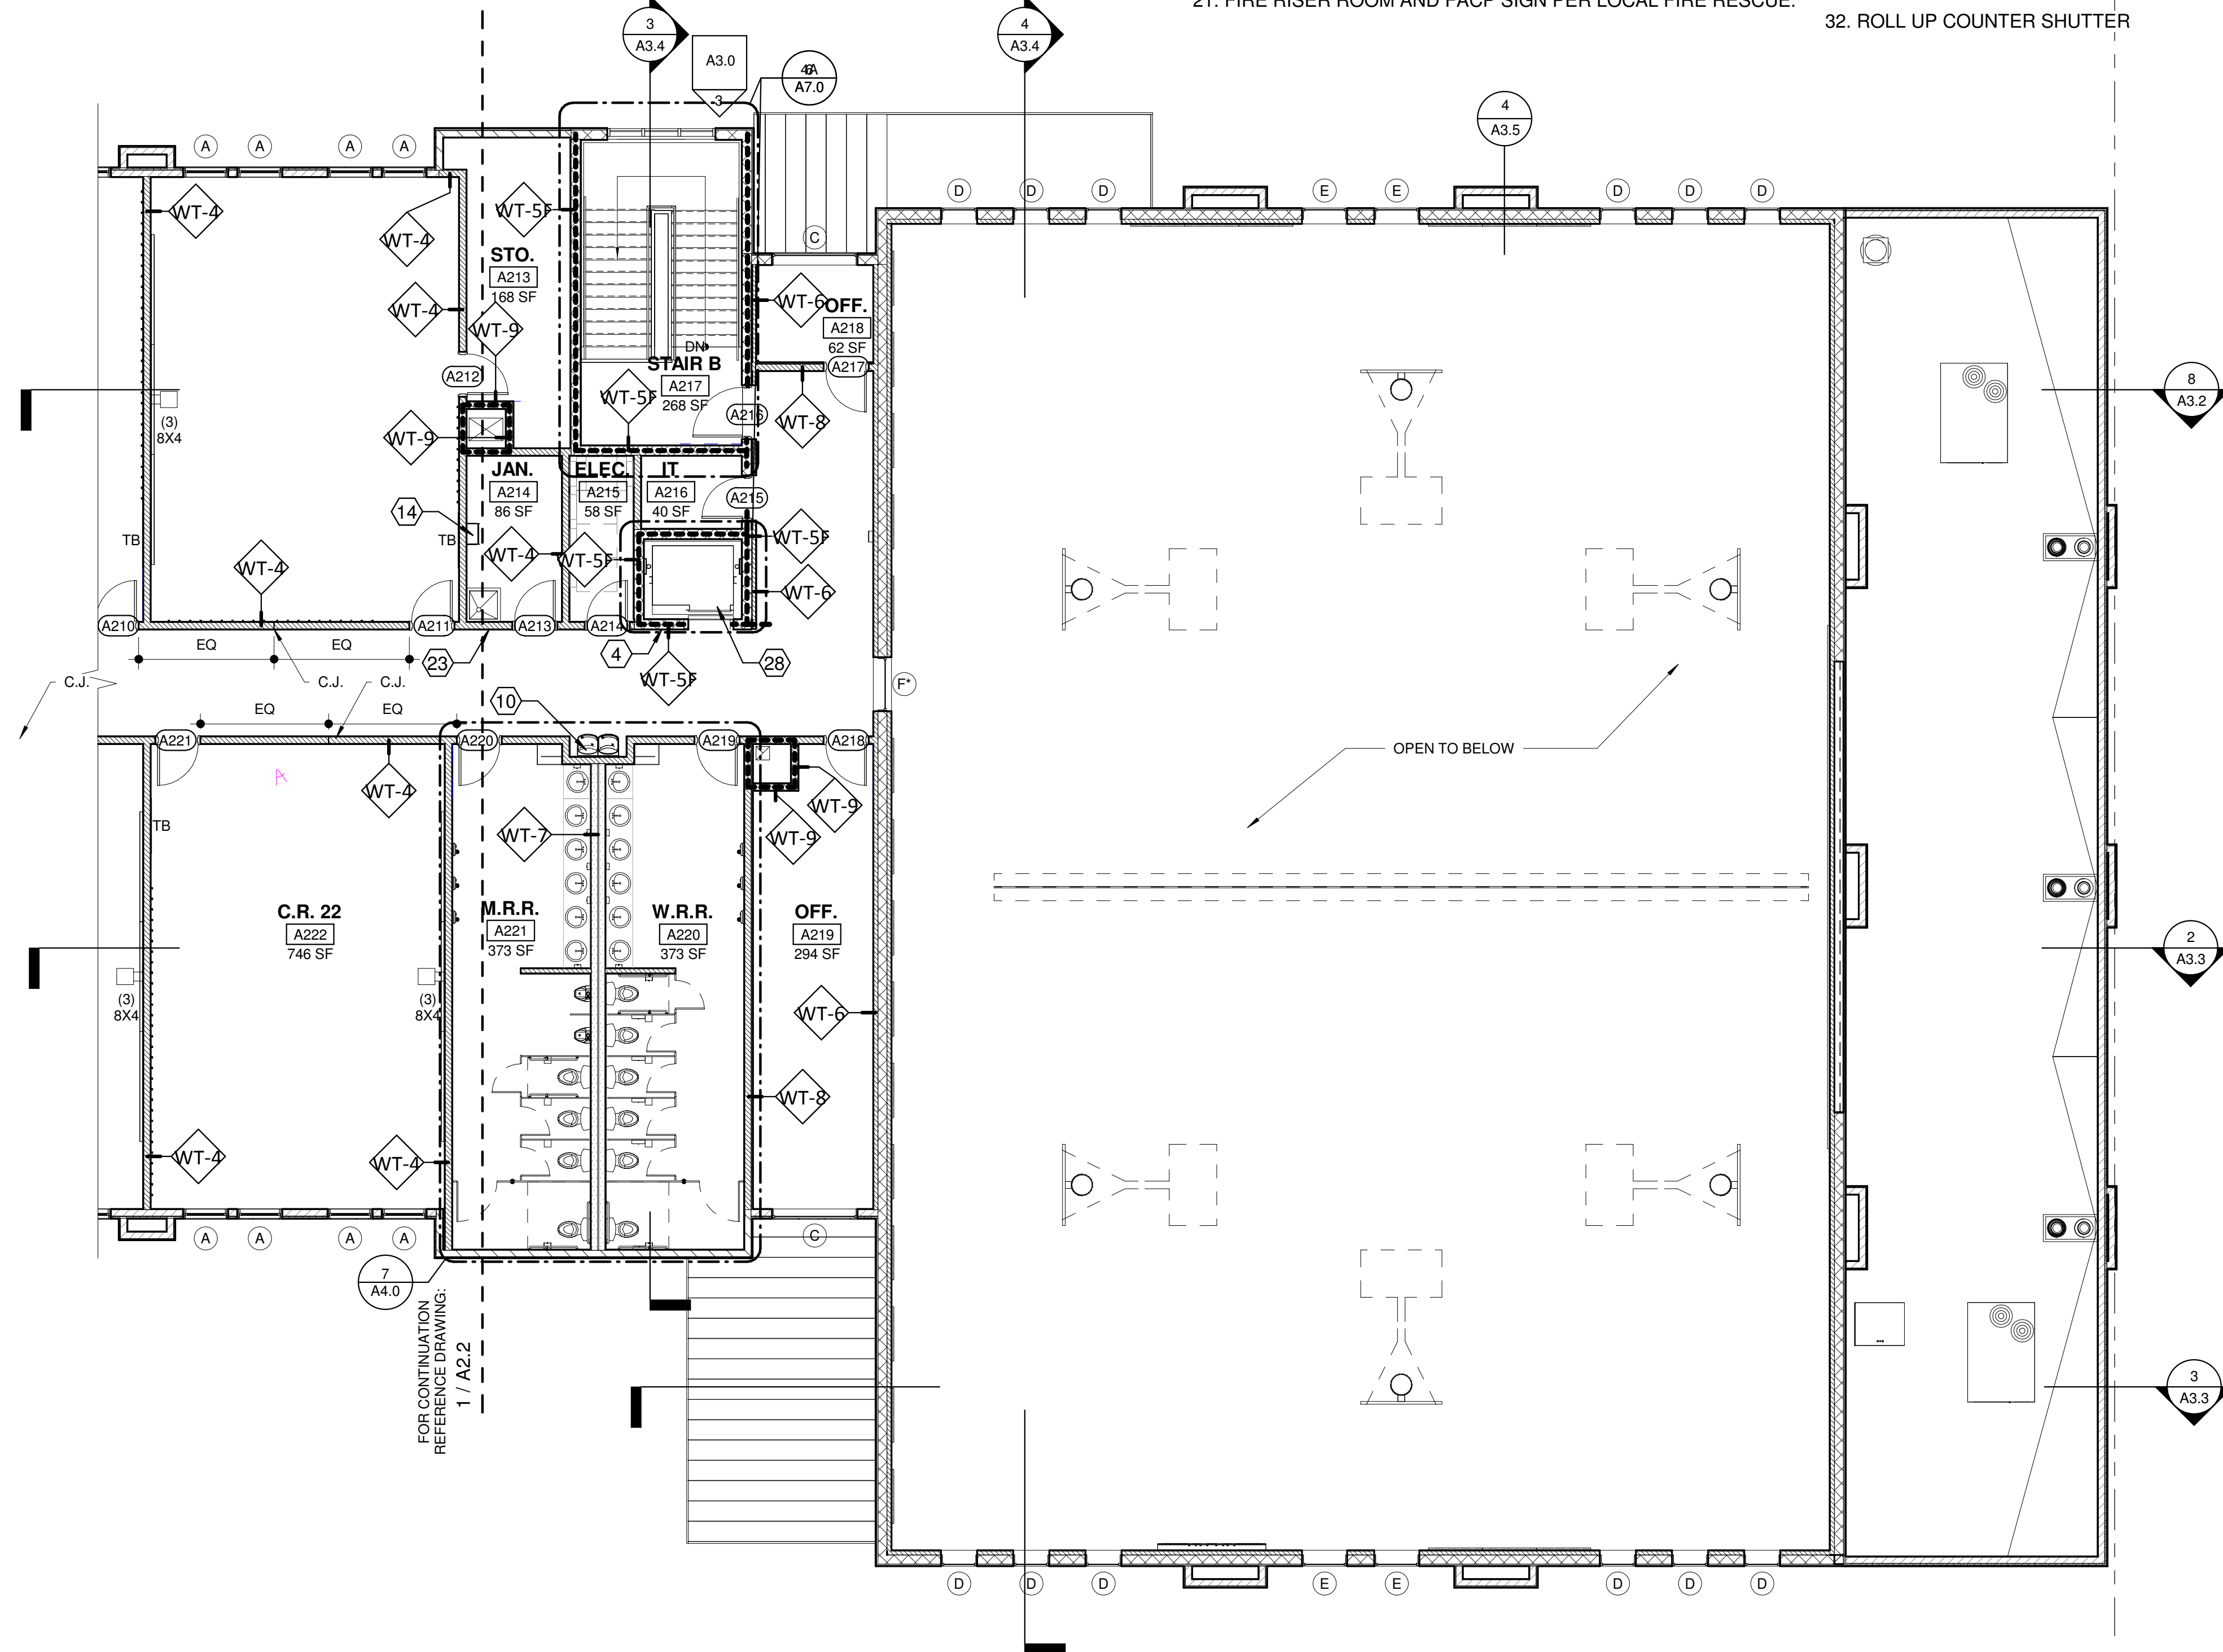 21. FIRE RISER ROOM AND FACP SIGN PER LOCAL FIRE RESCUE.
32. ROLL UP COUNTER SHUTTER
3
A3.4
A3.0
3
A7.0
4
A3.4
4
A3.5
A
A
A
A
D
D
D
E
E
D
D
D
WT-4
WT-4
WT-5F
C
STO.
A213
168 SF
WT-4
WT-9
WT-6
OFF.
A218
62 SF
DN
STAIR B
A217
268 SF
A212
A217
WT-5F
A216
WT-8
8
A3.2
(3)
8X4
WT-9
JAN.
A214
86 SF
ELEC.
A215
58 SF
IT
A216
40 SF
A215
14
TB
TB
WT-4
WT-4
WT-5F
WT-5F
WT-6
A210
A211
A213
A214
EQ
EQ
23
4
28
C.J.
C.J.
C.J.
WT-5F
F*
10
EQ
EQ
A221
A220
A219
A218
OPEN TO BELOW
A
WT-4
WT-9
WT-9
WT-7
TB
C.R. 22
A222
746 SF
M.R.R.
A221
373 SF
W.R.R.
A220
373 SF
OFF.
A219
294 SF
2
A3.3
(3)
8X4
(3)
8X4
WT-6
WT-8
WT-4
WT-4
A
A
A
A
C
7
A4.0
FOR CONTINUATION
REFERENCE DRAWING:
1 / A2.2
3
A3.3
D
D
D
E
E
D
D
D